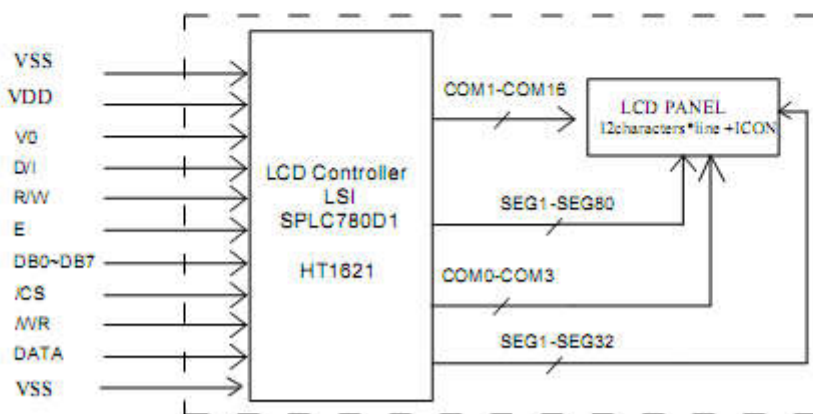 VSS
VDD
V0
D/I
R/W
E
DB0~DB7
/CS
/WR
DATA
VSS
LCD Controller
LSI
SPLC780D1
HT1621
COM1-COM16
SEG1-SEG80
COM0-COM3
SEG1-SEG32
LCD PANEL
12characters*line +ICON